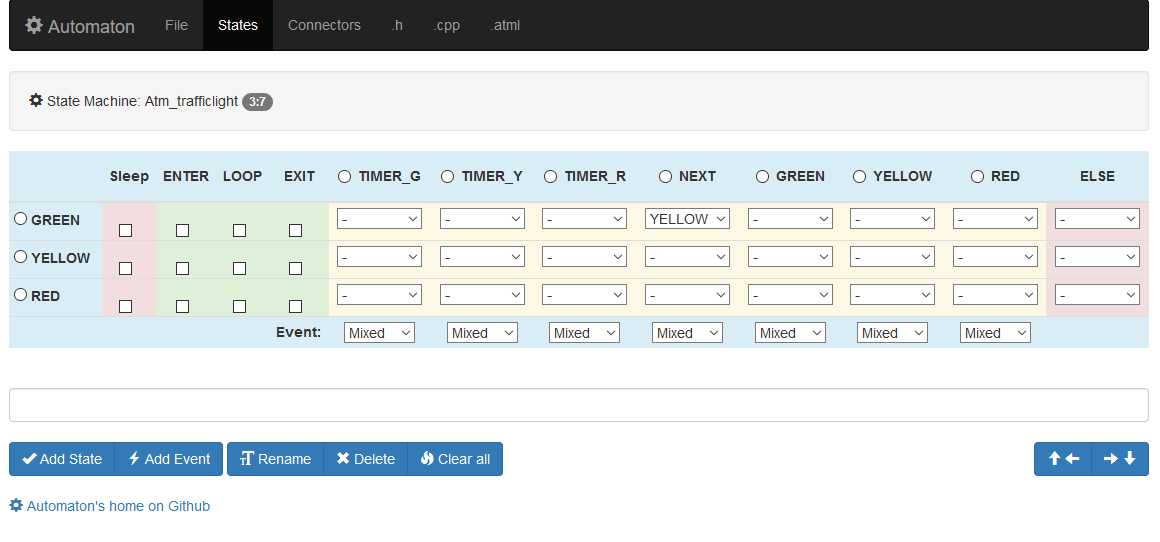 Automaton File States Connectors .h .cpp .atml
State Machine: Atm_trafficlight 3:7
Sleep ENTER LOOP EXIT TIMER_G TIMER_Y TIMER_R NEXT GREEN YELLOW RED ELSE
GREEN - - - YELLOW - - - -
YELLOW - - - - - - - -
RED - - - - - - - -
Event: Mixed Mixed Mixed Mixed Mixed Mixed Mixed
Add State Add Event Rename Delete Clear all
Automaton's home on Github